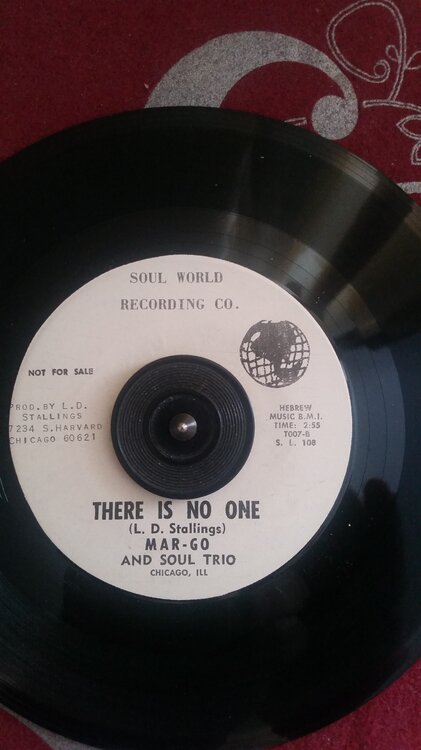 SOUL WORLD
RECORDING CO.
NOT FOR SALE
PROD.BY L.D.
STALLINGS
7234 S.HARVARD
CHICAGO 60621
HEBREW
MUSIC B.M.I.
TIME: 2:55
T007-B
S. L. 108
THERE IS NO ONE
(L. D. Stallings)
MAR-GO
AND SOUL TRIO
CHICAGO, ILL